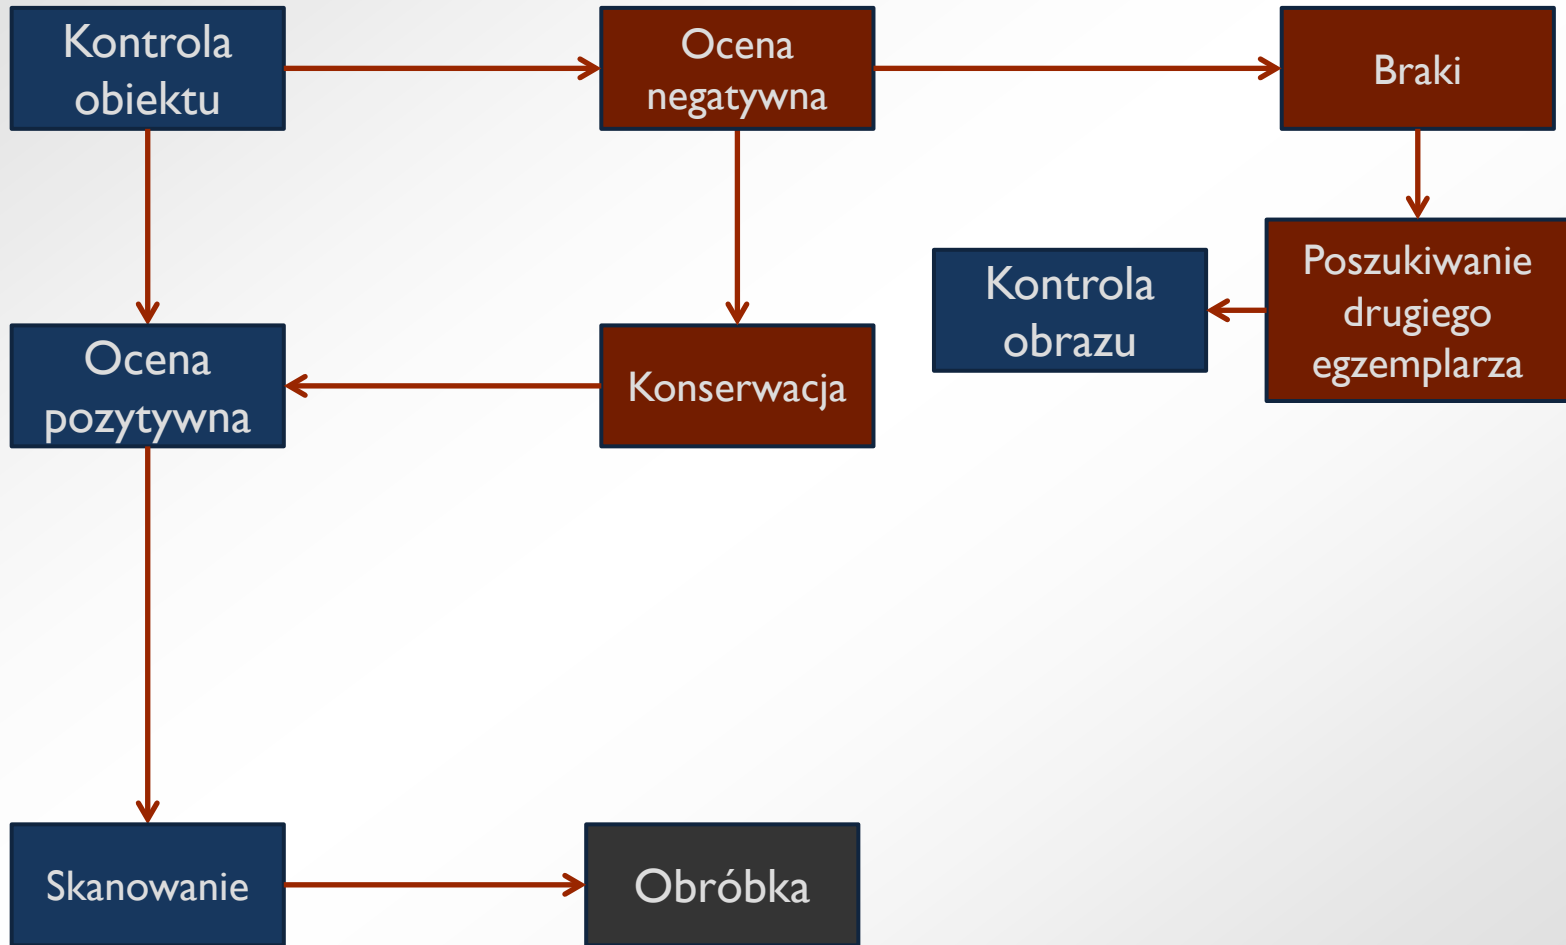 Kontrola
obiektu
Ocena
negatywna
Braki
Kontrola
obrazu
Poszukiwanie
drugiego
egzemplarza
Ocena
pozytywna
Konserwacja
Skanowanie
Obróbka